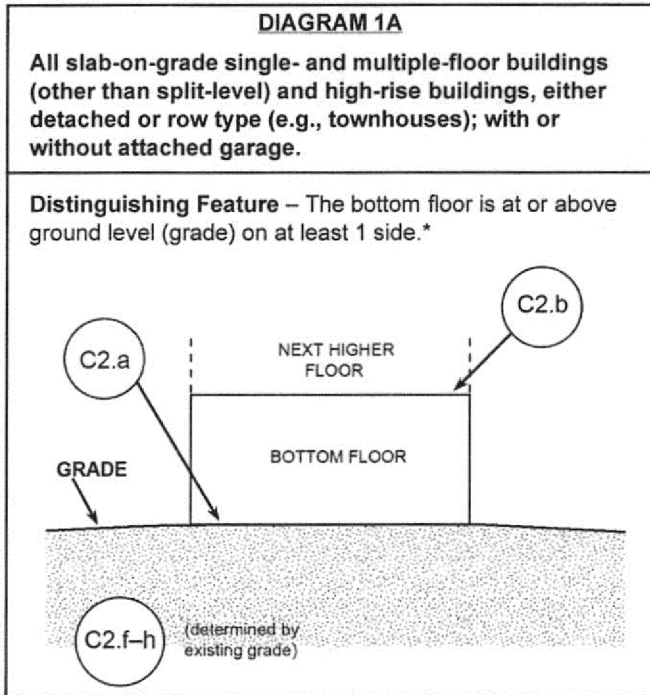 DIAGRAM 1A
All slab-on-grade single- and multiple-floor buildings
(other than split-level) and high-rise buildings, either
detached or row type (e.g., townhouses); with or
without attached garage.
Distinguishing Feature – The bottom floor is at or above
ground level (grade) on at least 1 side.*
C2.b
C2.a
NEXT HIGHER
FLOOR
BOTTOM FLOOR
GRADE
C2.f–h
(determined by
existing grade)